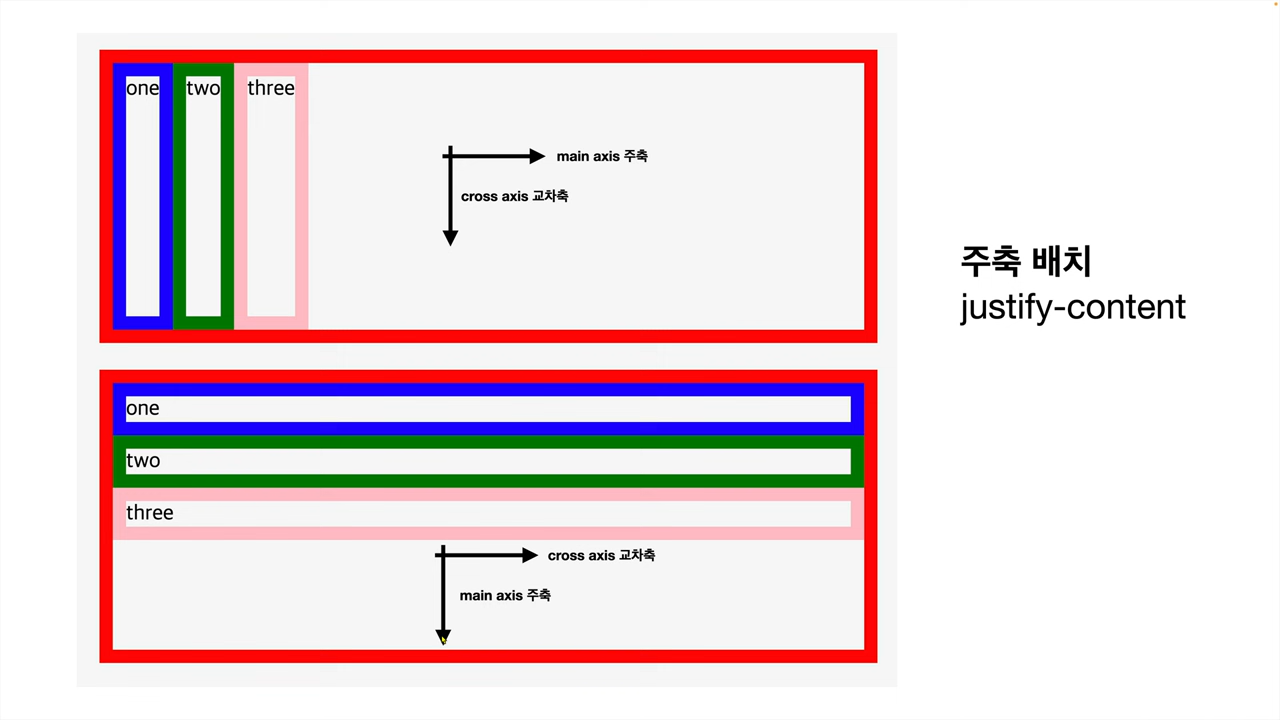 one two three
main axis 주축
cross axis 교차축
주축 배치
justify-content
one
two
three
cross axis 교차축
main axis 주축